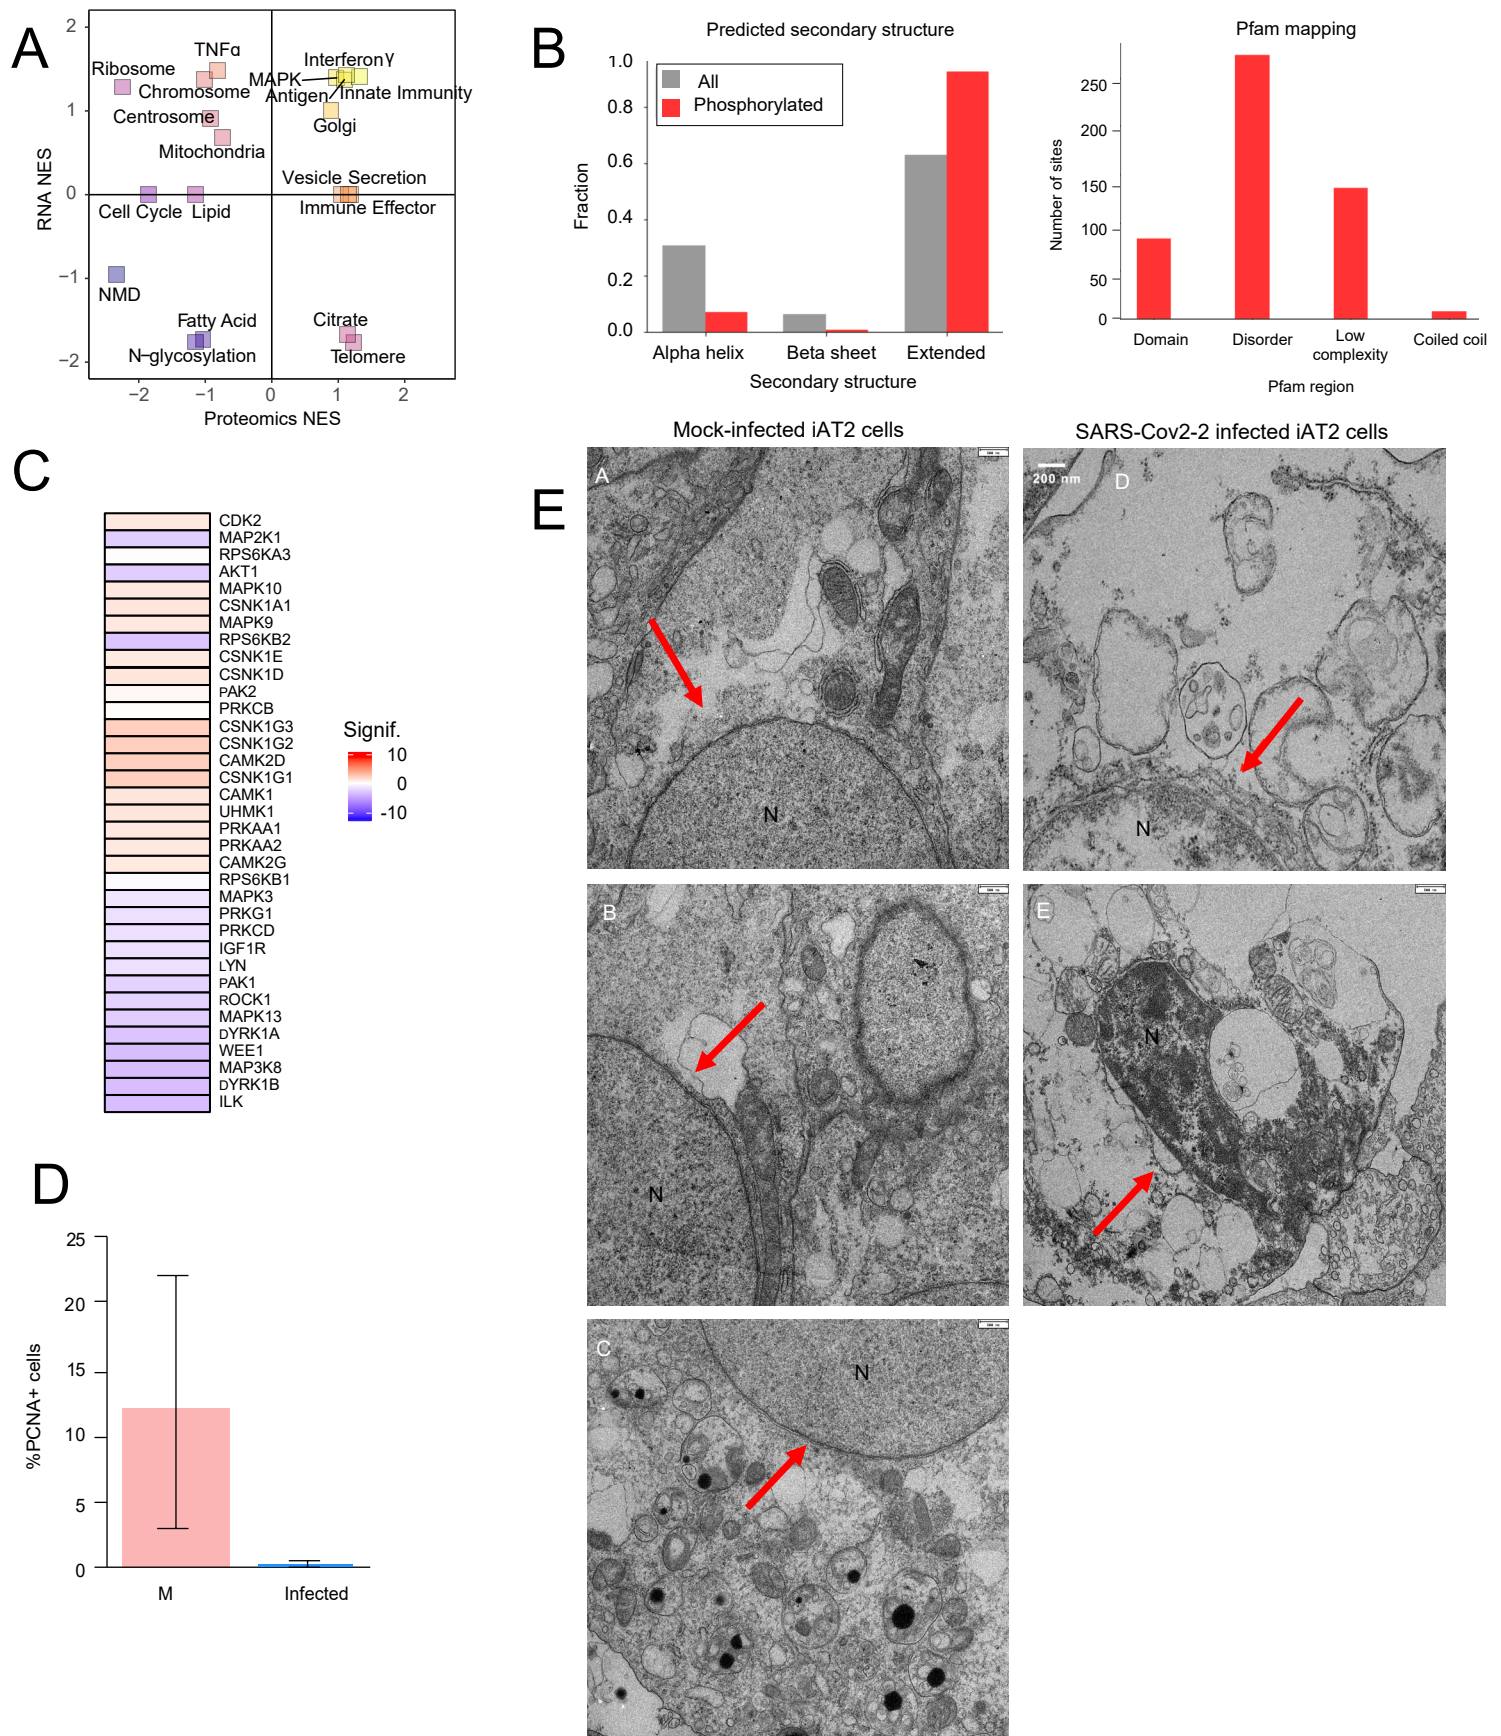 A
2
1
0
−1
−2
RNA NES
TNFα
Ribosome
Chromosome
Centrosome
Mitochondria
Interferonγ
MAPK
Antigen
Innate Immunity
Golgi
Vesicle Secretion
Immune Effector
Cell Cycle
Lipid
NMD
Fatty Acid
N−glycosylation
Citrate
Telomere
−2 −1 0 1 2
Proteomics NES
B
Predicted secondary structure
1.0
0.8
0.6
0.4
0.2
0.0
Fraction
All
Phosphorylated
Alpha helix Beta sheet Extended
Secondary structure
Pfam mapping
250
200
150
100
50
0
Number of sites
Domain Disorder Low complexity Coiled coil
Pfam region
C
CDK2
MAP2K1
RPS6KA3
AKT1
MAPK10
CSNK1A1
MAPK9
RPS6KB2
CSNK1E
CSNK1D
PAK2
PRKCB
CSNK1G3
CSNK1G2
CAMK2D
CSNK1G1
CAMK1
UHMK1
PRKAA1
PRKAA2
CAMK2G
RPS6KB1
MAPK3
PRKG1
PRKCD
IGF1R
LYN
PAK1
ROCK1
MAPK13
DYRK1A
WEE1
MAP3K8
DYRK1B
ILK
Signif.
10
0
-10
D
25
20
15
10
5
0
%PCNA+ cells
M Infected
E
Mock-infected iAT2 cells
SARS-Cov2-2 infected iAT2 cells
A
N
200 nm
D
N
B
N
E
N
C
N